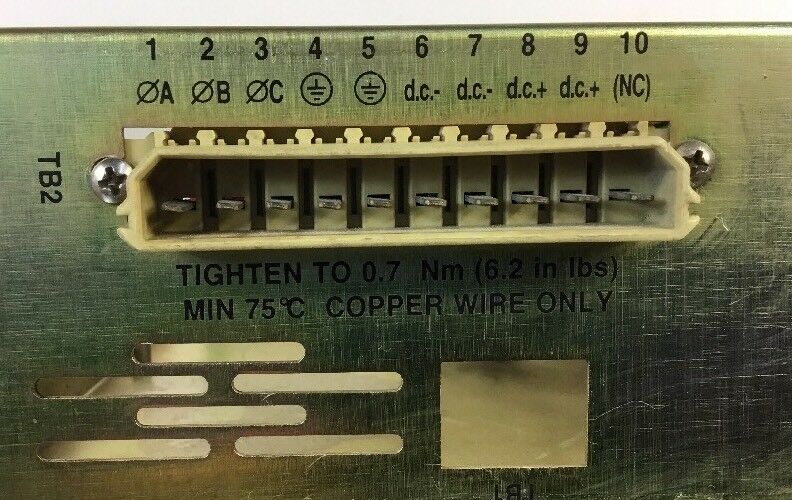 1 2 3 4 5 6 7 8 9 10
ØA ØB ØC d.c.- d.c.- d.c.+ d.c.+ (NC)
TB2
TIGHTEN TO 0.7 Nm (6.2 in lbs)
MIN 75°C COPPER WIRE ONLY